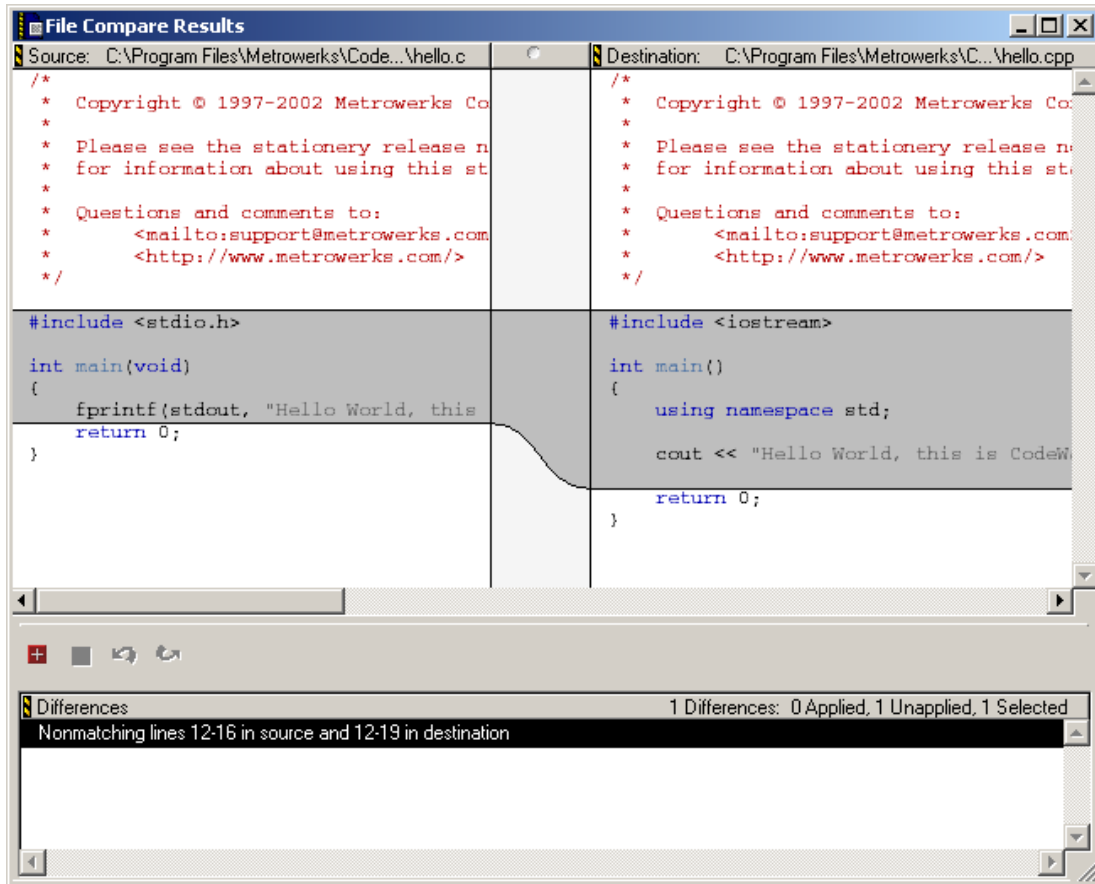 File Compare Results
Source: C:\Program Files\Metrowerks\Code...\hello.c
/*
 *  Copyright © 1997-2002 Metrowerks Co
 *
 *  Please see the stationery release n
 *  for information about using this st
 *
 *  Questions and comments to:
 *       <mailto:support@metrowerks.com
 *       <http://www.metrowerks.com/>
 */
#include <stdio.h>
int main(void)
{
    fprintf(stdout, "Hello World, this
    return 0;
}
Destination: C:\Program Files\Metrowerks\C...\hello.cpp
/*
 *  Copyright © 1997-2002 Metrowerks Co
 *
 *  Please see the stationery release n
 *  for information about using this st
 *
 *  Questions and comments to:
 *       <mailto:support@metrowerks.com
 *       <http://www.metrowerks.com/>
 */
#include <iostream>
int main()
{
    using namespace std;
    cout << "Hello World, this is CodeW
    return 0;
}
Differences 1 Differences: 0 Applied, 1 Unapplied, 1 Selected
Nonmatching lines 12-16 in source and 12-19 in destination